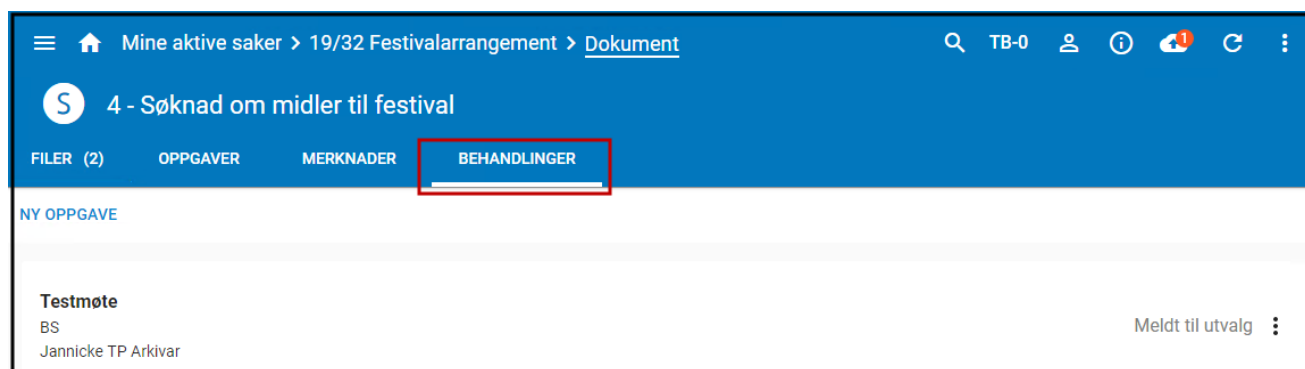 Mine aktive saker > 19/32 Festivalarrangement > Dokument TB-0 1
S 4 - Søknad om midler til festival
FILER (2) OPPGAVER MERKNADER BEHANDLINGER
NY OPPGAVE
Testmøte
BS
Meldt til utvalg
Jannicke TP Arkivar